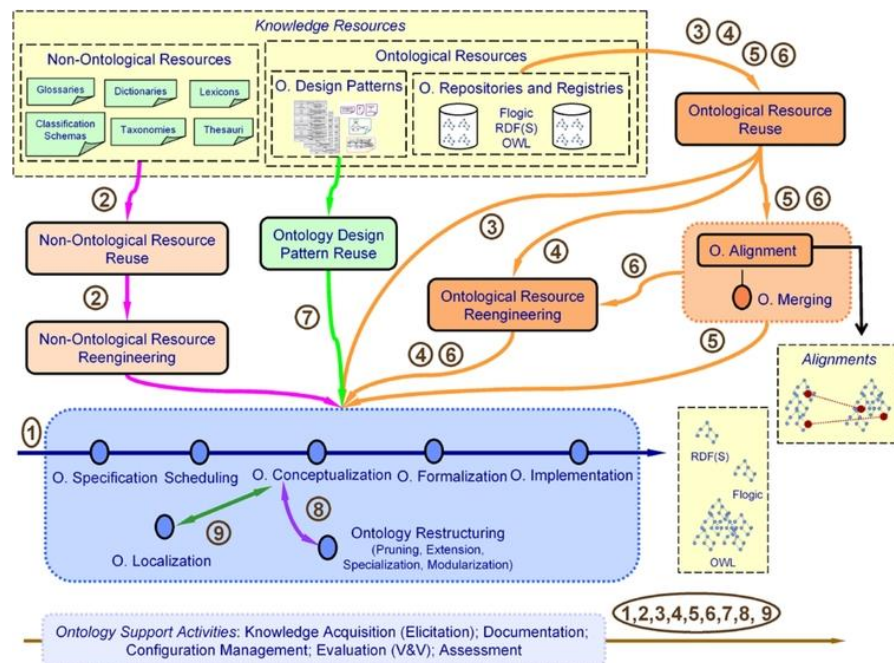 Knowledge Resources
Non-Ontological Resources
Glossaries
Dictionaries
Lexicons
Classification
Schemas
Taxonomies
Thesauri
Ontological Resources
O. Design Patterns
O. Repositories and Registries
Flogic
RDF(S)
OWL
3 4
5 6
Ontological Resource
Reuse
2
Non-Ontological Resource
Reuse
2
Non-Ontological Resource
Reengineering
Ontology Design
Pattern Reuse
7
3
4
5 6
O. Alignment
O. Merging
6
Ontological Resource
Reengineering
4 6
5
Alignments
1
O. Specification
Scheduling
O. Conceptualization
O. Formalization
O. Implementation
9
8
O. Localization
Ontology Restructuring
(Pruning, Extension,
Specialization, Modularization)
RDF(S)
Flogic
OWL
1,2,3,4,5,6,7,8, 9
Ontology Support Activities: Knowledge Acquisition (Elicitation); Documentation;
Configuration Management; Evaluation (V&V); Assessment